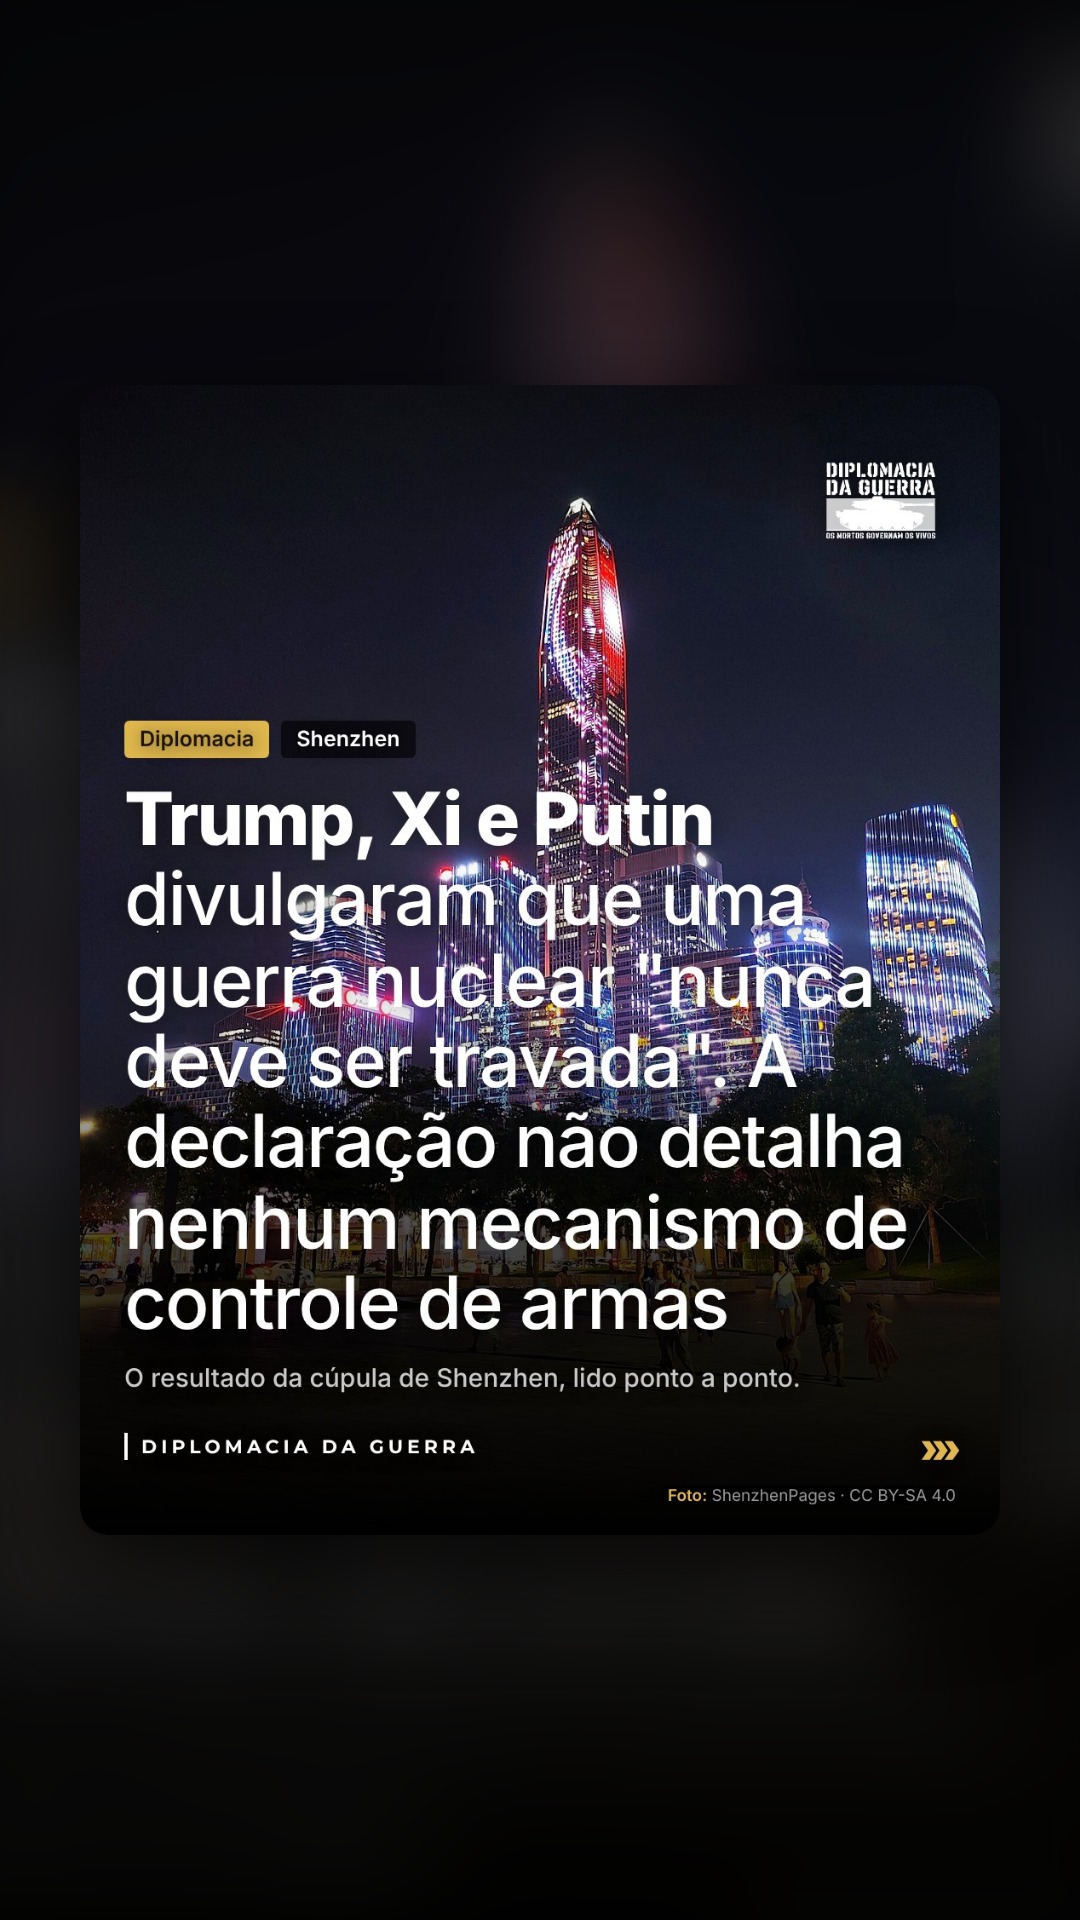 DIPLOMACIA
DA GUERRA
OS MORTOS GOVERNAM OS VIVOS
Diplomacia
Shenzhen
Trump, Xi e Putin
divulgaram que uma
guerra nuclear "nunca
deve ser travada". A
declaração não detalha
nenhum mecanismo de
controle de armas
O resultado da cúpula de Shenzhen, lido ponto a ponto.
DIPLOMACIA DA GUERRA
Foto: ShenzhenPages · CC BY-SA 4.0